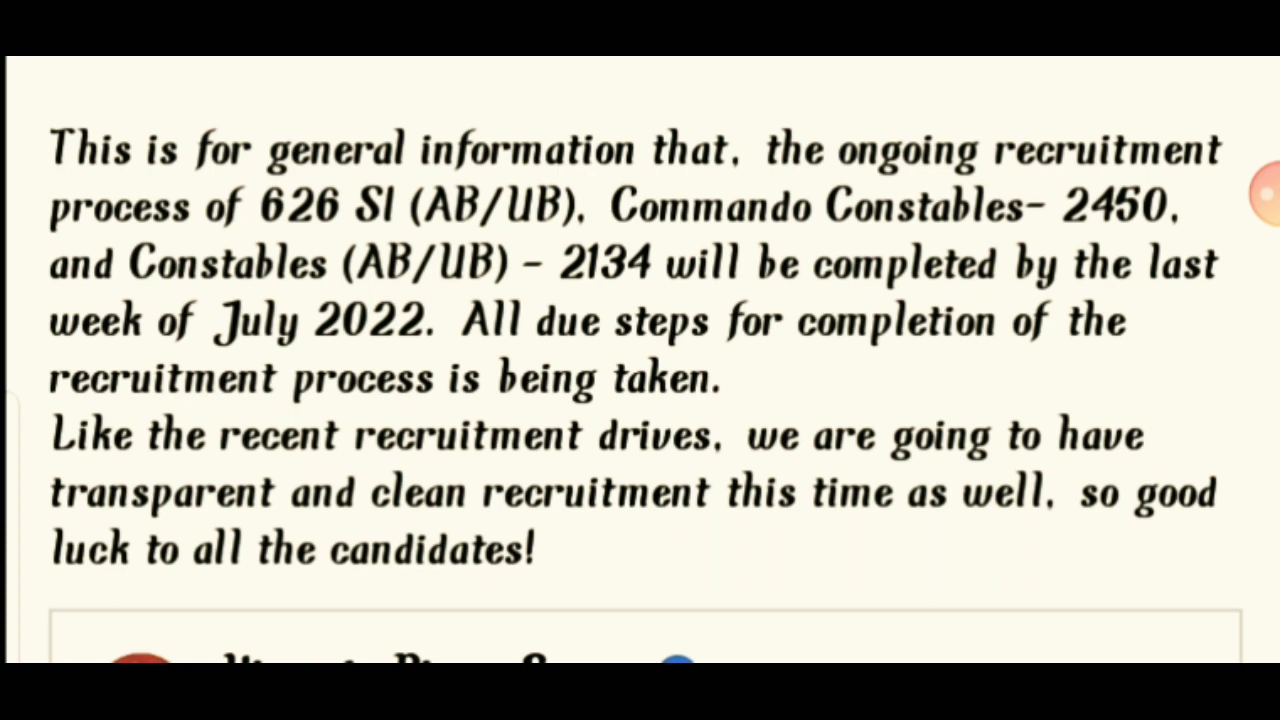 This is for general information that, the ongoing recruitment
process of 626 SI (AB/UB), Commando Constables- 2450,
and Constables (AB/UB) - 2134 will be completed by the last
week of July 2022. All due steps for completion of the
recruitment process is being taken.
Like the recent recruitment drives, we are going to have
transparent and clean recruitment this time as well, so good
luck to all the candidates!